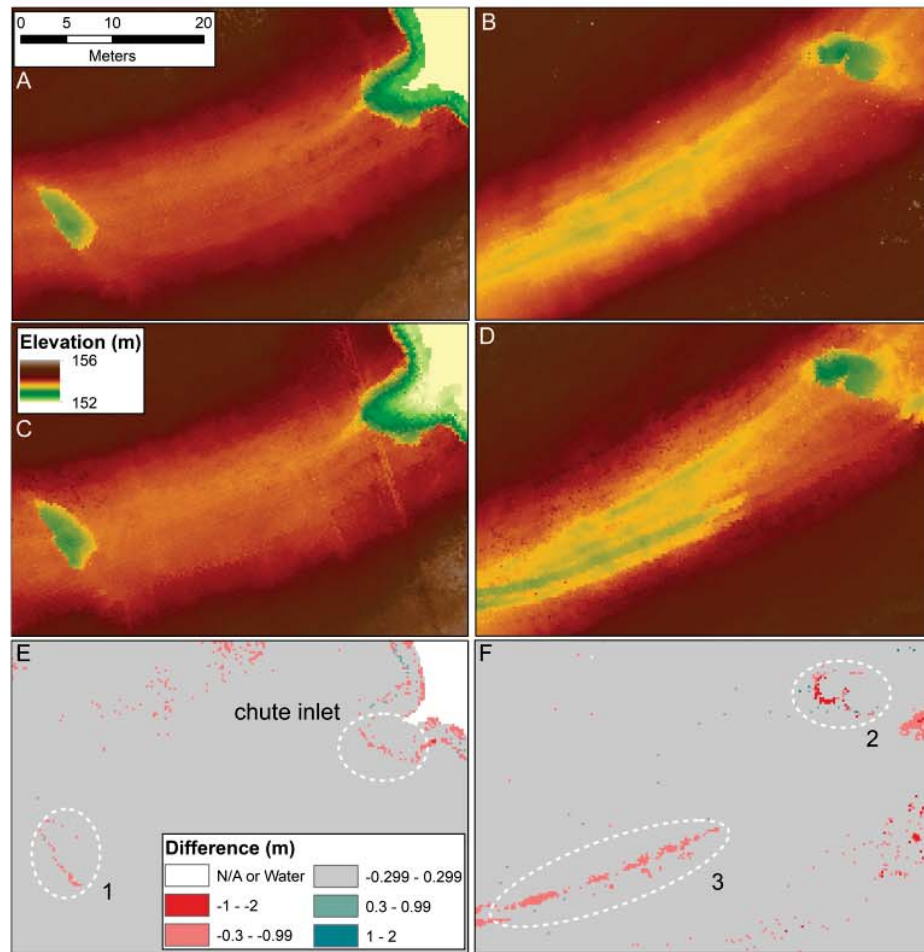 0 5 10 20
Meters
A
B
Elevation (m)
156
152
C
D
E
chute inlet
1
Difference (m)
N/A or Water
-0.299 - 0.299
-1 - -2
0.3 - 0.99
-0.3 - -0.99
1 - 2
F
2
3